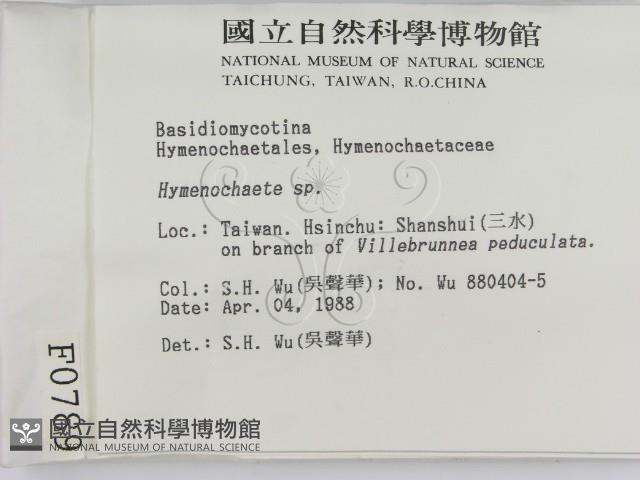 國立自然科學博物館
NATIONAL MUSEUM OF NATURAL SCIENCE
TAICHUNG, TAIWAN, R.O.CHINA
Basidiomycotina
Hymenochaetales, Hymenochaetaceae
Hymenochaete sp.
Loc.: Taiwan. Hsinchu: Shanshui(三水)
on branch of Villebrunnea peduculata.
Col.: S.H. Wu(吳聲華); No. Wu 880404-5
Date: Apr. 04, 1988
Det.: S.H. Wu(吳聲華)
F0789
國立自然科學博物館
NATIONAL MUSEUM OF NATURAL SCIENCE